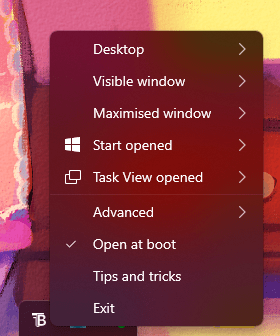 Desktop
Visible window
Maximised window
Start opened
Task View opened
Advanced
Open at boot
Tips and tricks
Exit